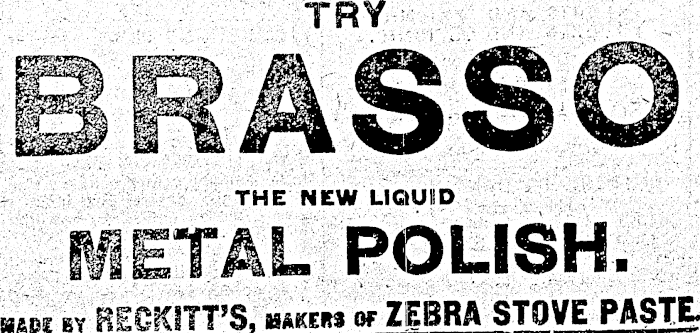 TRY
BRASSO
THE NEW LIQUID
METAL POLISH.
MADE BY RECKITT'S, MAKERS OF ZEBRA STOVE PASTE.